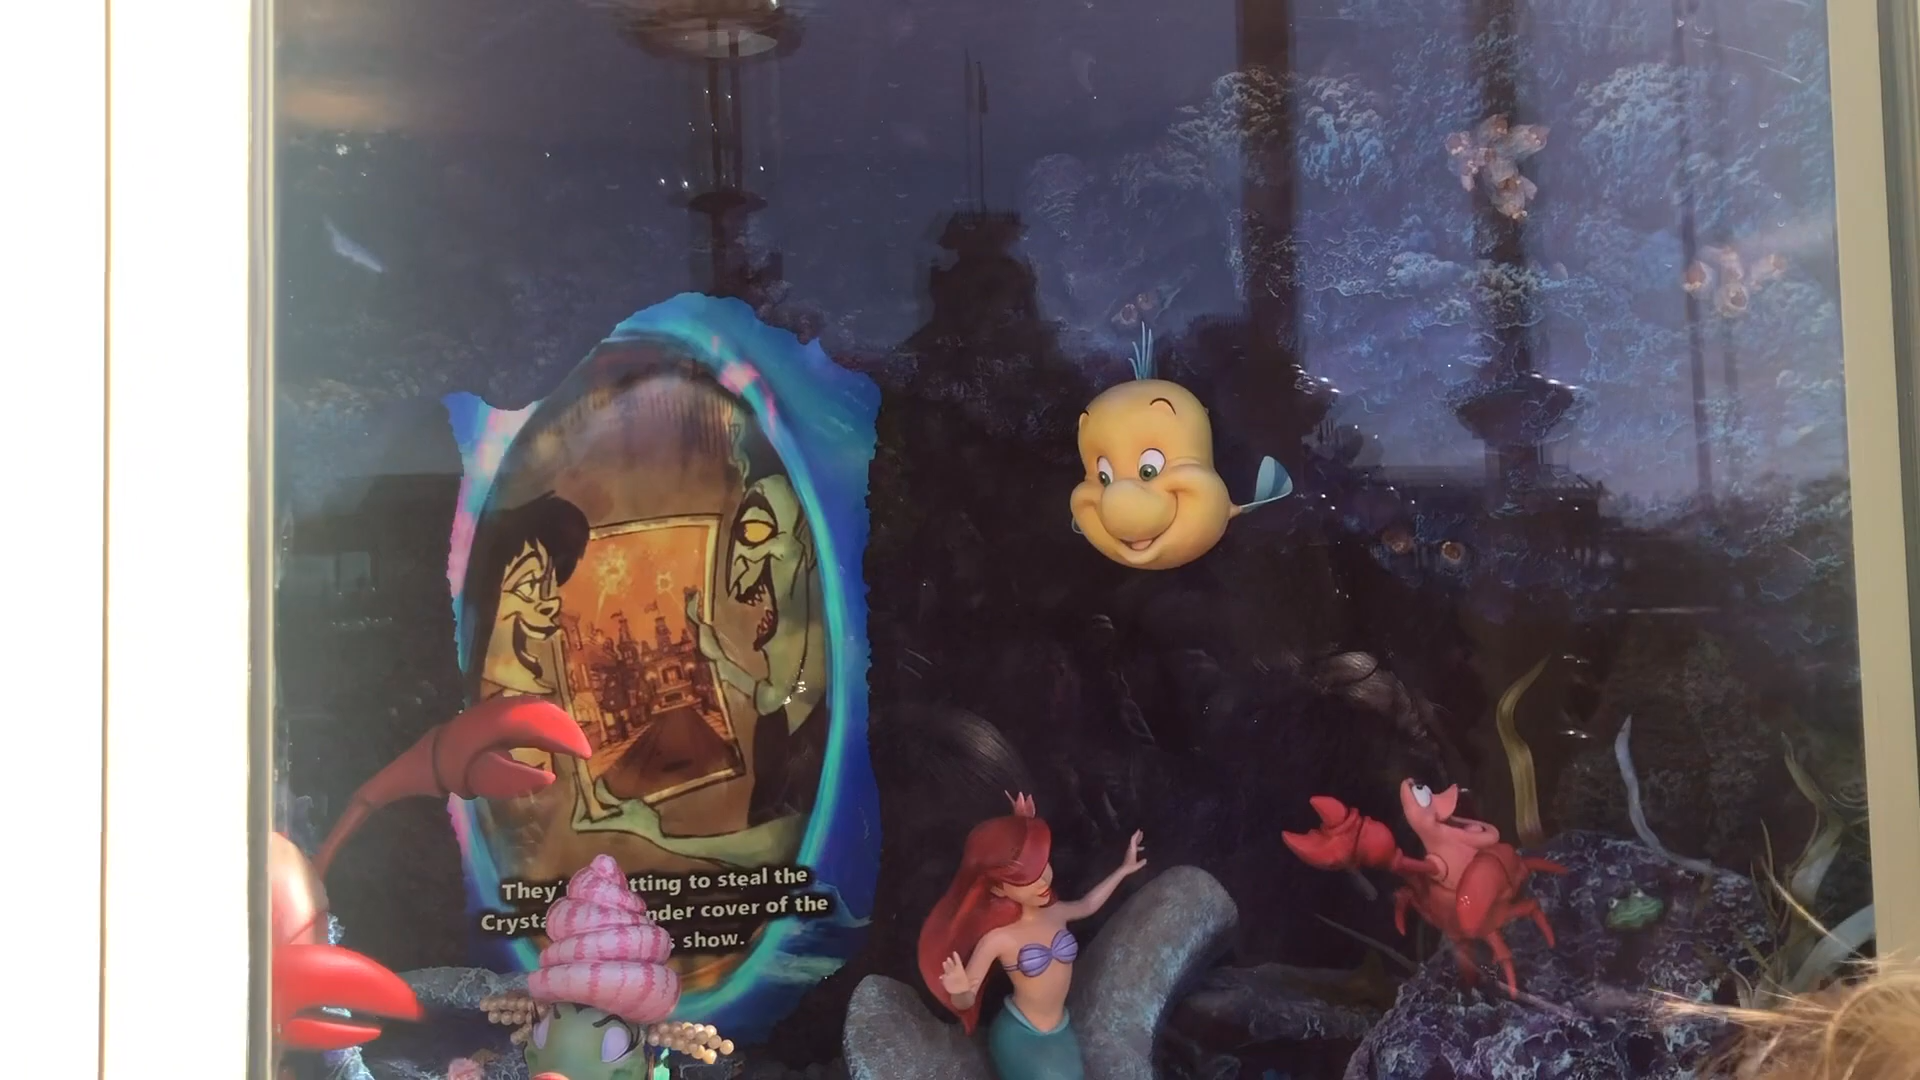 They' tting to steal the
Crysta nder cover of the
s show.